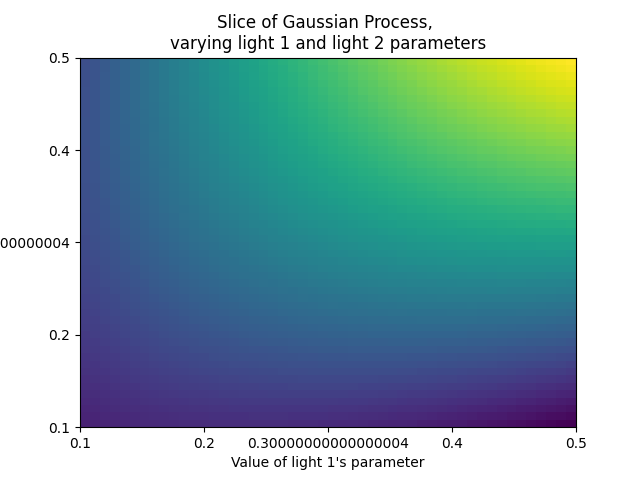 Slice of Gaussian Process,
varying light 1 and light 2 parameters
0.5
0.4
00000000004
0.2
0.1
0.1 0.2 0.30000000000000004 0.4 0.5
Value of light 1's parameter